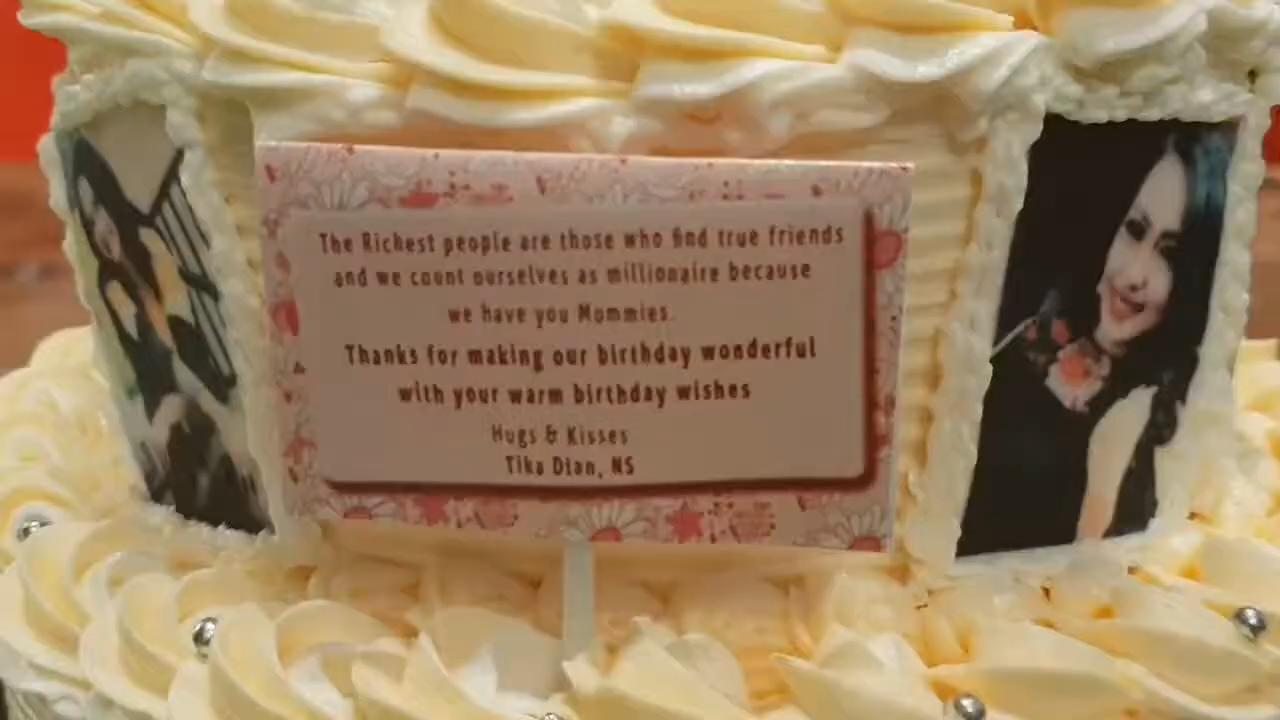 The Richest people are those who find true friends
and we count ourselves as millionaire because
we have you Mommies.
Thanks for making our birthday wonderful
with your warm birthday wishes
Hugs & Kisses
Tika Dian, NS